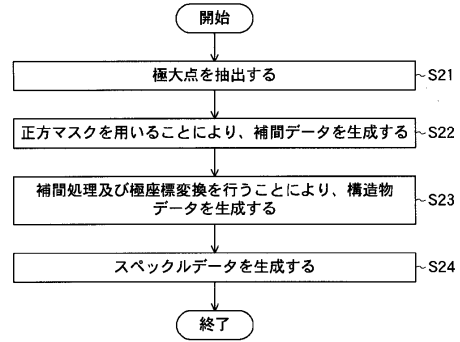 開始
極大点を抽出する
~S21
正方マスクを用いることにより、補間データを生成する
~S22
補間処理及び極座標変換を行うことにより、構造物
データを生成する
~S23
スペックルデータを生成する
~S24
終了